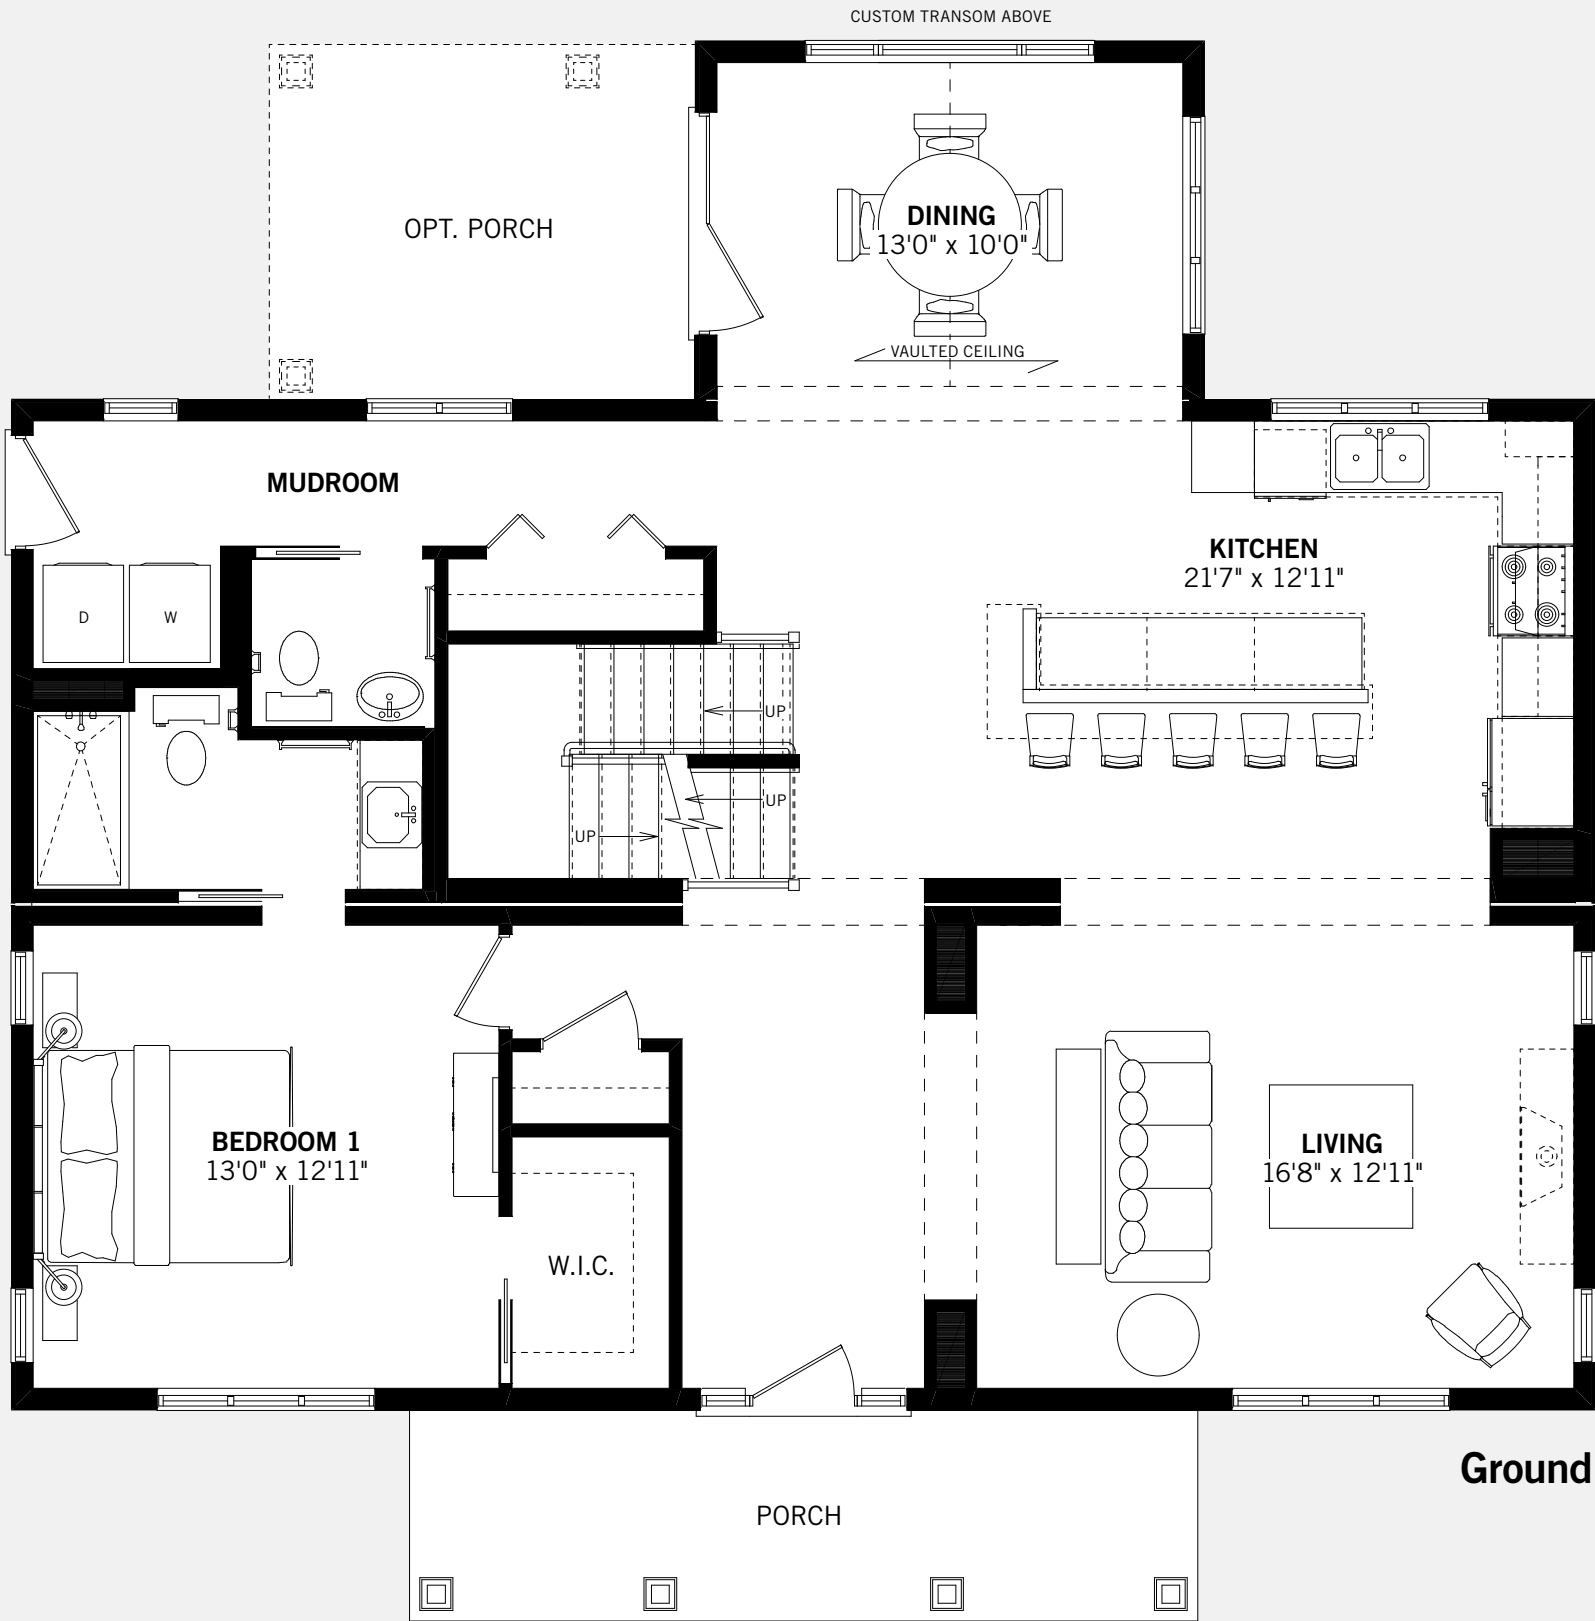 CUSTOM TRANSOM ABOVE
OPT. PORCH
DINING
13'0" x 10'0"
VAULTED CEILING
MUDROOM
KITCHEN
21'7" x 12'11"
D
W
UP
UP
UP
BEDROOM 1
13'0" x 12'11"
LIVING
16'8" x 12'11"
W.I.C.
Ground
PORCH